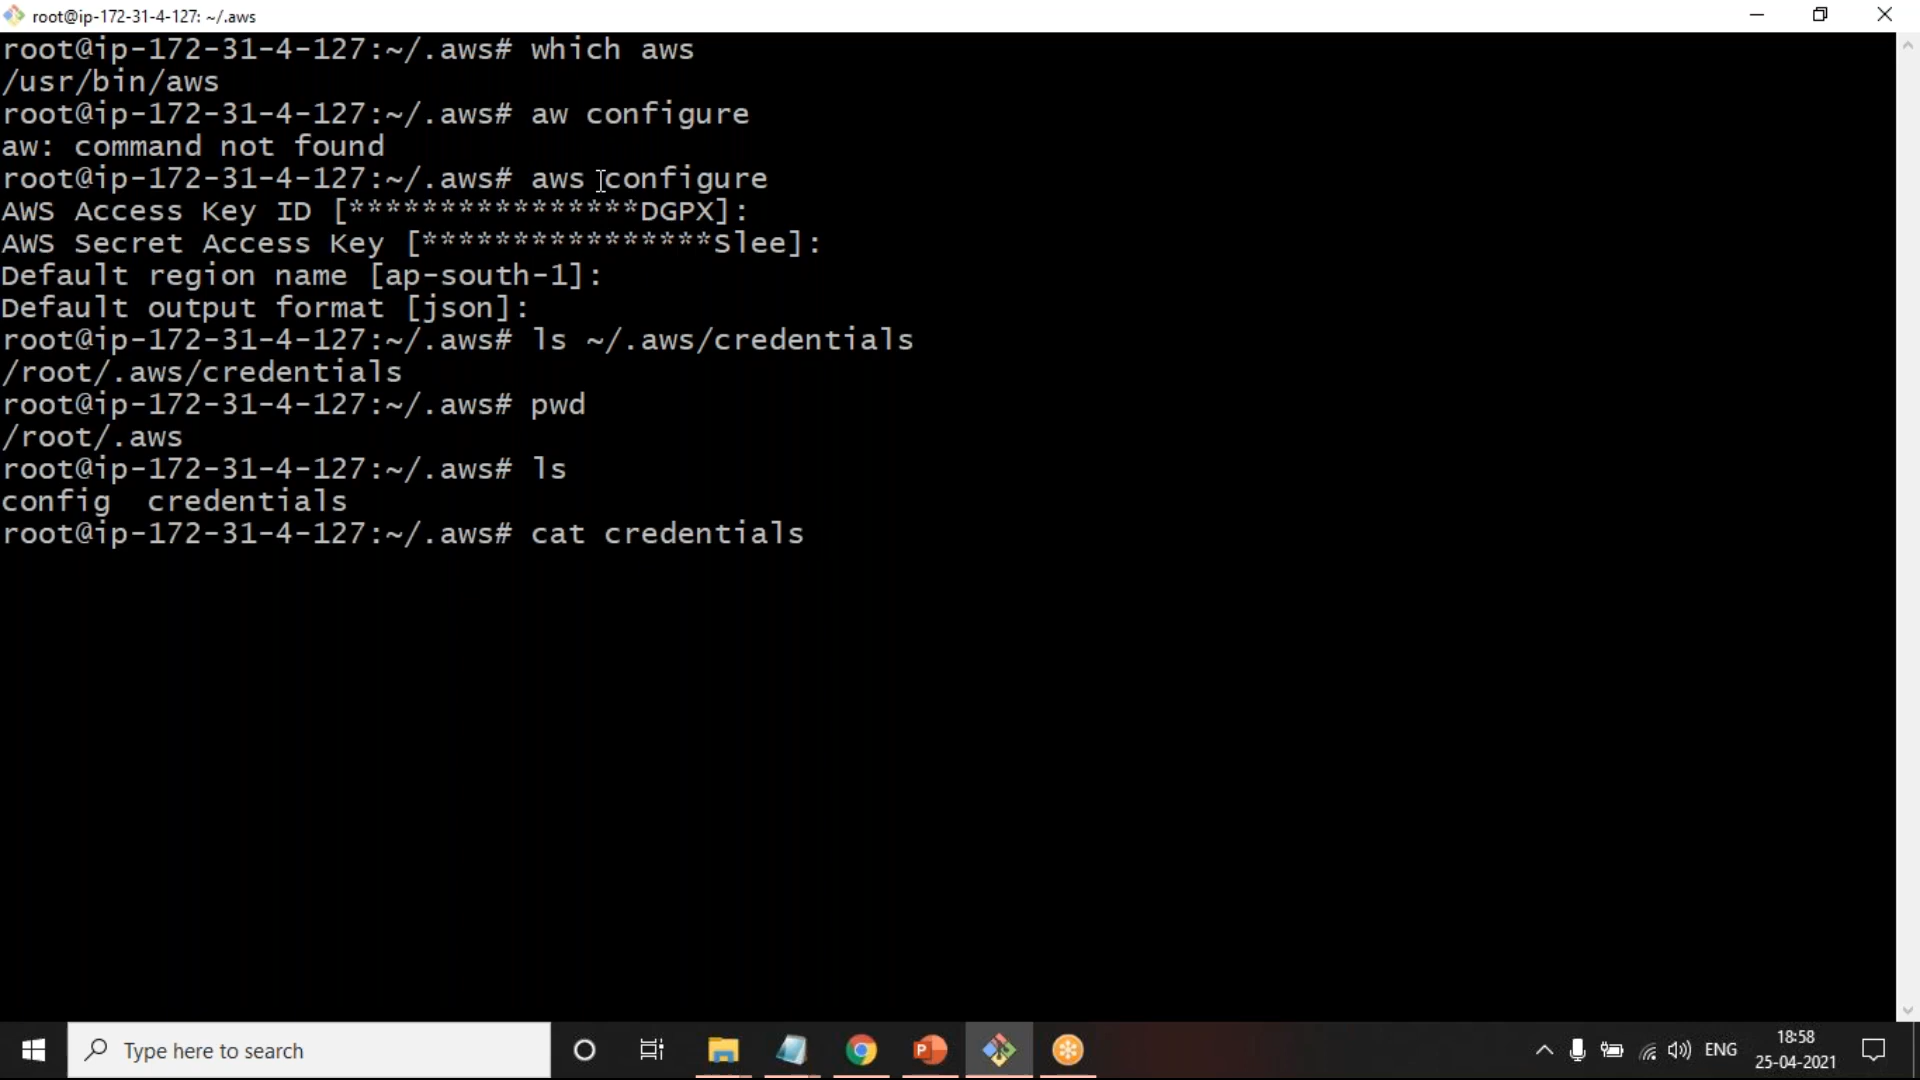 root@ip-172-31-4-127: ~/.aws
root@ip-172-31-4-127:~/.aws# which aws
/usr/bin/aws
root@ip-172-31-4-127:~/.aws# aw configure
aw: command not found
root@ip-172-31-4-127:~/.aws# aws configure
AWS Access Key ID [****************DGPX]:
AWS Secret Access Key [****************Slee]:
Default region name [ap-south-1]:
Default output format [json]:
root@ip-172-31-4-127:~/.aws# ls ~/.aws/credentials
/root/.aws/credentials
root@ip-172-31-4-127:~/.aws# pwd
/root/.aws
root@ip-172-31-4-127:~/.aws# ls
config  credentials
root@ip-172-31-4-127:~/.aws# cat credentials
Type here to search
ENG
18:58
25-04-2021